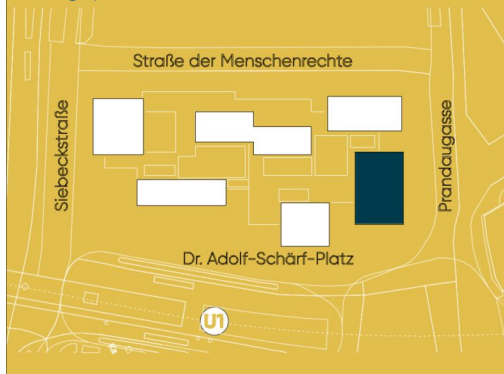 Straße der Menschenrechte
Siebeckstraße
Prandaugasse
Dr. Adolf-Schärf-Platz
U1